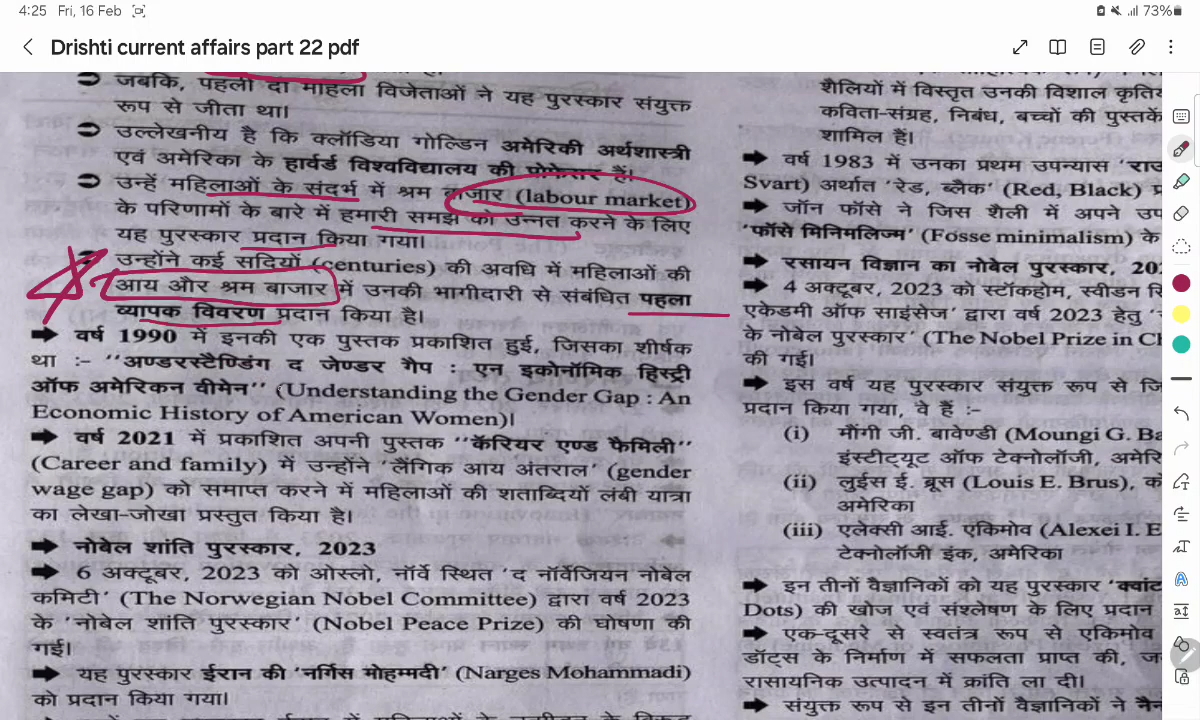 4:25 Fri, 16 Feb
73%
Drishti current affairs part 22 pdf
जबकि, पहली दो महिला विजेताओं ने यह पुरस्कार संयुक्त
रूप से जीता था।
उल्लेखनीय है कि क्लॉडिया गोल्डिन अमेरिकी अर्थशास्त्री
एवं अमेरिका के हार्वर्ड विश्वविद्यालय की प्रोफेसर हैं।
उन्हें महिलाओं के संदर्भ में श्रम बाजार (labour market)
के परिणामों के बारे में हमारी समझ को उन्नत करने के लिए
यह पुरस्कार प्रदान किया गया।
उन्होंने कई सदियों (centuries) की अवधि में महिलाओं की
आय और श्रम बाजार में उनकी भागीदारी से संबंधित पहला
व्यापक विवरण प्रदान किया है।
वर्ष 1990 में इनकी एक पुस्तक प्रकाशित हुई, जिसका शीर्षक
था :- ‘‘अण्डरस्टैण्डिंग द जेण्डर गैप : एन इकोनॉमिक हिस्ट्री
ऑफ अमेरिकन वीमेन’’ (Understanding the Gender Gap : An
Economic History of American Women)।
वर्ष 2021 में प्रकाशित अपनी पुस्तक ‘‘कॅरियर एण्ड फैमिली’’
(Career and family) में उन्होंने ‘लैंगिक आय अंतराल’ (gender
wage gap) को समाप्त करने में महिलाओं की शताब्दियों लंबी यात्रा
का लेखा-जोखा प्रस्तुत किया है।
नोबेल शांति पुरस्कार, 2023
6 अक्टूबर, 2023 को ओस्लो, नॉर्वे स्थित ‘द नॉर्वेजियन नोबेल
कमिटी’ (The Norwegian Nobel Committee) द्वारा वर्ष 2023
के ‘नोबेल शांति पुरस्कार’ (Nobel Peace Prize) की घोषणा की
गई।
यह पुरस्कार ईरान की ‘नर्गिस मोहम्मदी’ (Narges Mohammadi)
को प्रदान किया गया।
शैलियों में विस्तृत उनकी विशाल
कविता-संग्रह, निबंध, बच्चों की पुस्तकें
शामिल हैं।
वर्ष 1983 में उनका प्रथम उपन्यास
Svart) अर्थात ‘रेड, ब्लैक’ (Red, Black)
जॉन फॉसे ने जिस शैली में अपने
‘फॉसे मिनिमलिज्म’ (Fosse minimalism) के
रसायन विज्ञान का नोबेल पुरस्कार,
4 अक्टूबर, 2023 को स्टॉकहोम,
एकेडमी ऑफ साइंसेज’ द्वारा वर्ष 2023 हेतु
के नोबेल पुरस्कार’ (The Nobel Prize in
की गई।
इस वर्ष यह पुरस्कार संयुक्त रूप से
प्रदान किया गया, वे हैं :-
(i) मौंगी जी. बावेण्डी (Moungi G.
इंस्टीट्यूट ऑफ टेक्नोलॉजी,
(ii) लुईस ई. ब्रूस (Louis E. Brus),
अमेरिका
(iii) एलेक्सी आई. एकिमोव (Alexei I.
टेक्नोलॉजी इंक, अमेरिका
इन तीनों वैज्ञानिकों को यह पुरस्कार
Dots) की खोज एवं संश्लेषण के लिए प्रदान
एक-दूसरे से स्वतंत्र रूप से एकिमोव
डॉट्स के निर्माण में सफलता प्राप्त की,
रासायनिक उत्पादन में क्रांति ला दी।
संयुक्त रूप से इन तीनों वैज्ञानिकों ने